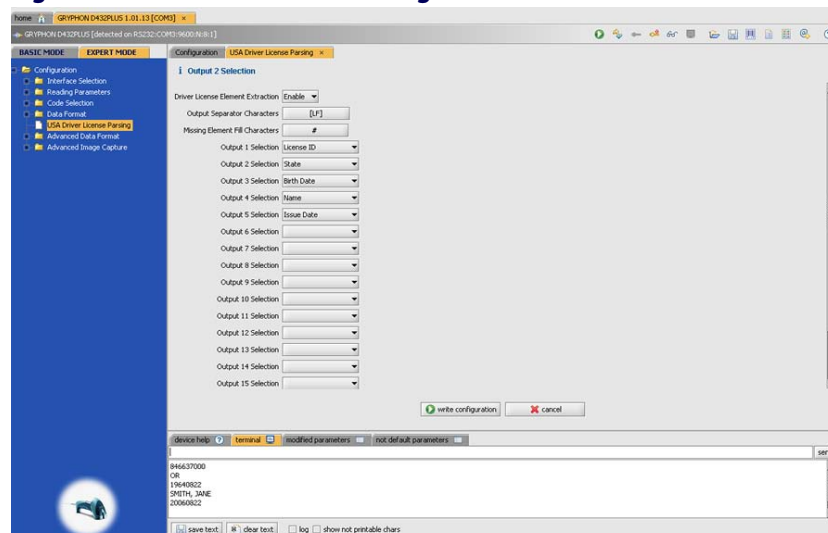 home GRYPHON D432PLUS 1.01.13 [COM3] ×
GRYPHON D432PLUS [detected on RS232:COM3:9600:N:8:1]
BASIC MODE EXPERT MODE
Configuration USA Driver License Parsing ×
Configuration
Interface Selection
Reading Parameters
Code Selection
Data Format
USA Driver License Parsing
Advanced Data Format
Advanced Image Capture
i Output 2 Selection
Driver License Element Extraction Enable
Output Separator Characters [LF]
Missing Element Fill Characters #
Output 1 Selection License ID
Output 2 Selection State
Output 3 Selection Birth Date
Output 4 Selection Name
Output 5 Selection Issue Date
Output 6 Selection
Output 7 Selection
Output 8 Selection
Output 9 Selection
Output 10 Selection
Output 11 Selection
Output 12 Selection
Output 13 Selection
Output 14 Selection
Output 15 Selection
write configuration cancel
device help terminal modified parameters not default parameters
846637000
OR
19640822
SMITH, JANE
20060822
save text clear text log show not printable chars